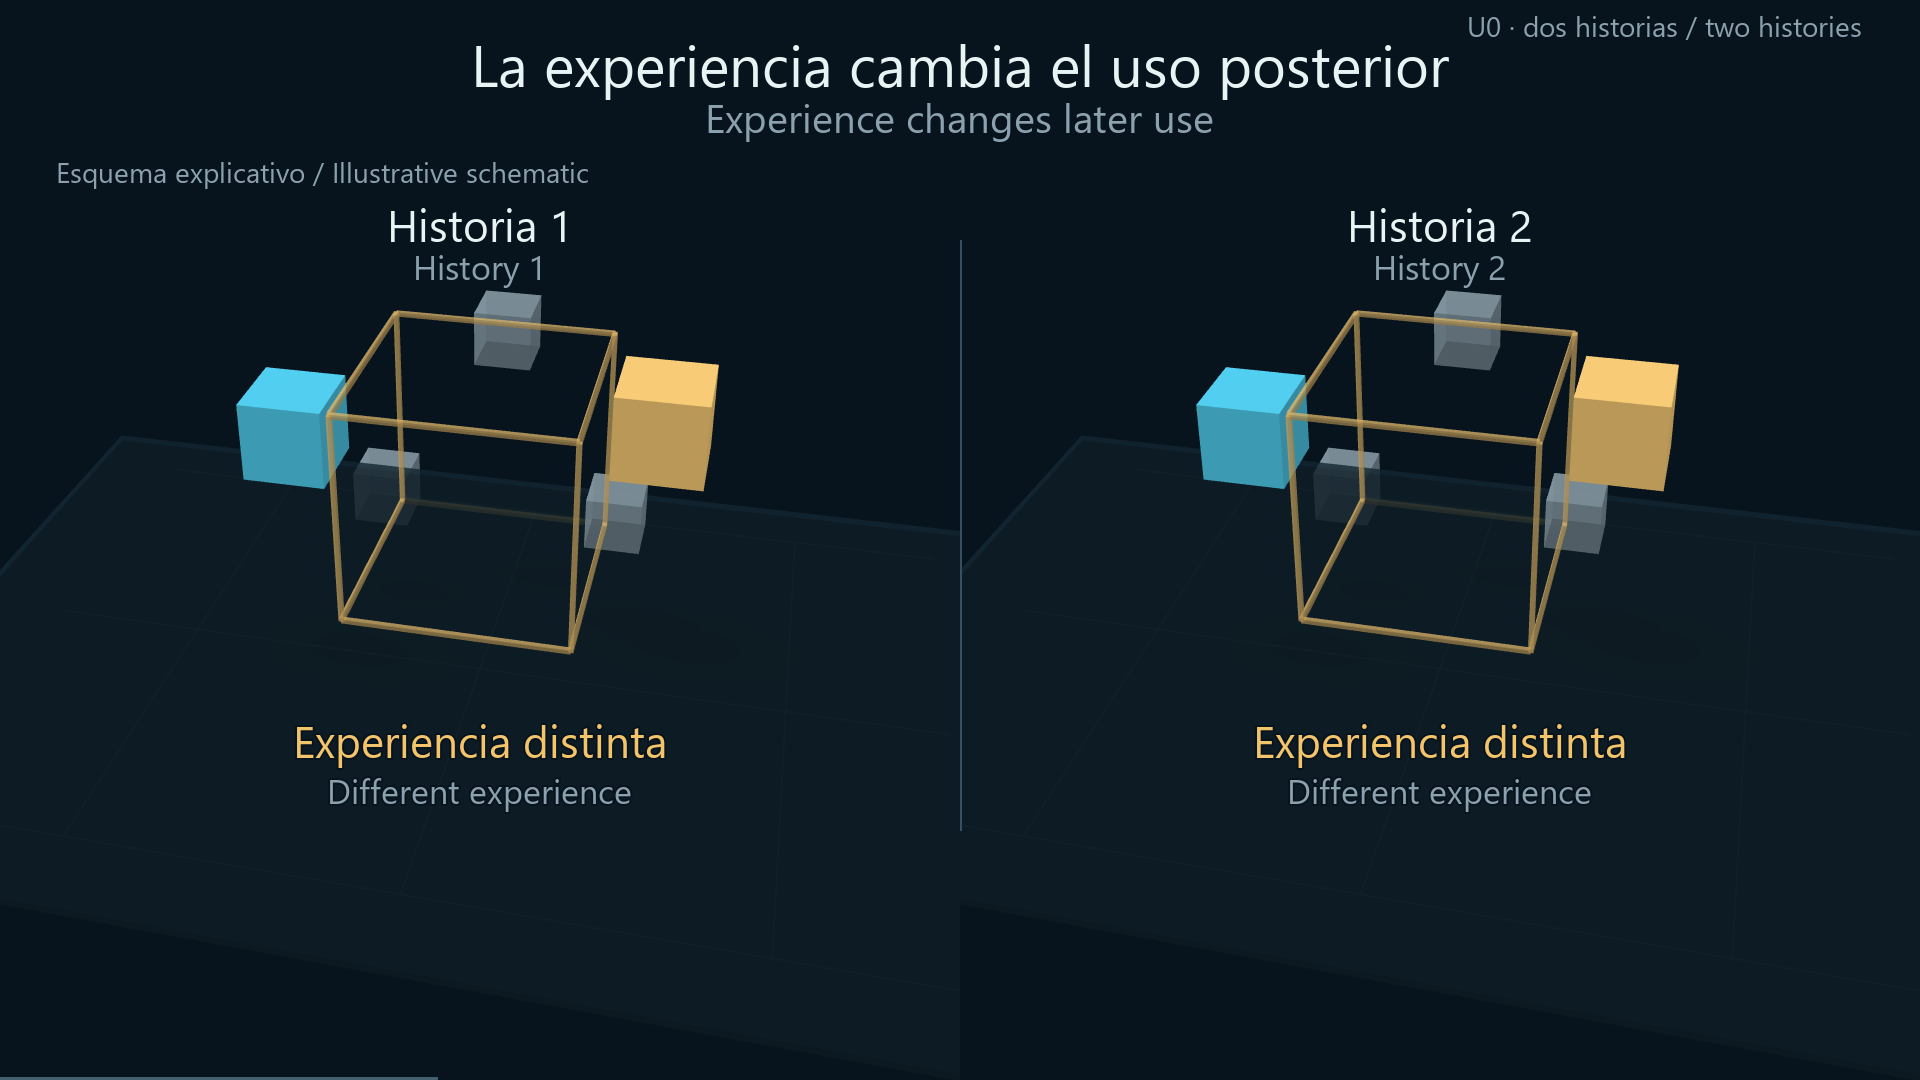 U0 · dos historias / two histories
La experiencia cambia el uso posterior
Experience changes later use
Esquema explicativo / Illustrative schematic
Historia 1
History 1
Historia 2
History 2
Experiencia distinta
Different experience
Experiencia distinta
Different experience